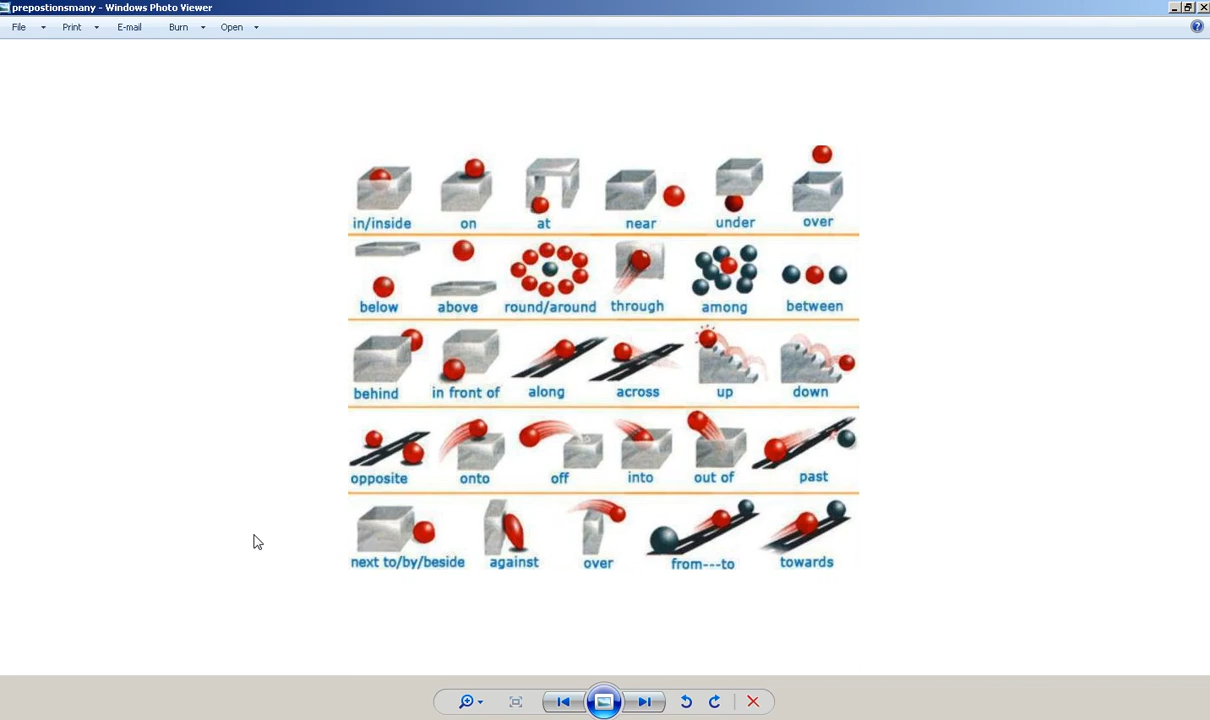 prepostionsmany - Windows Photo Viewer
File Print E-mail Burn Open
in/inside on at near under over
below above round/around through among between
behind in front of along across up down
opposite onto off into out of past
next to/by/beside against over from---to towards